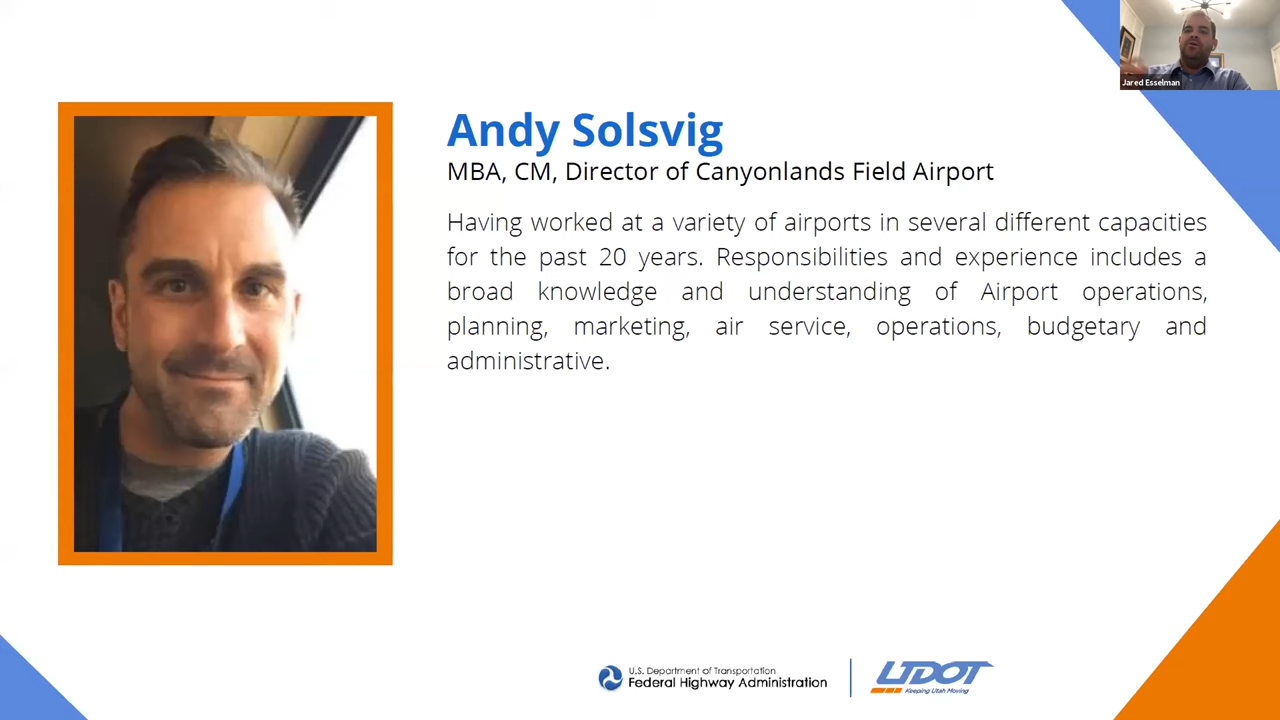 Jared Esselman
Andy Solsvig
MBA, CM, Director of Canyonlands Field Airport
Having worked at a variety of airports in several different capacities
for the past 20 years. Responsibilities and experience includes a
broad knowledge and understanding of Airport operations,
planning, marketing, air service, operations, budgetary and
administrative.
U.S. Department of Transportation
Federal Highway Administration
UDOT
Keeping Utah Moving